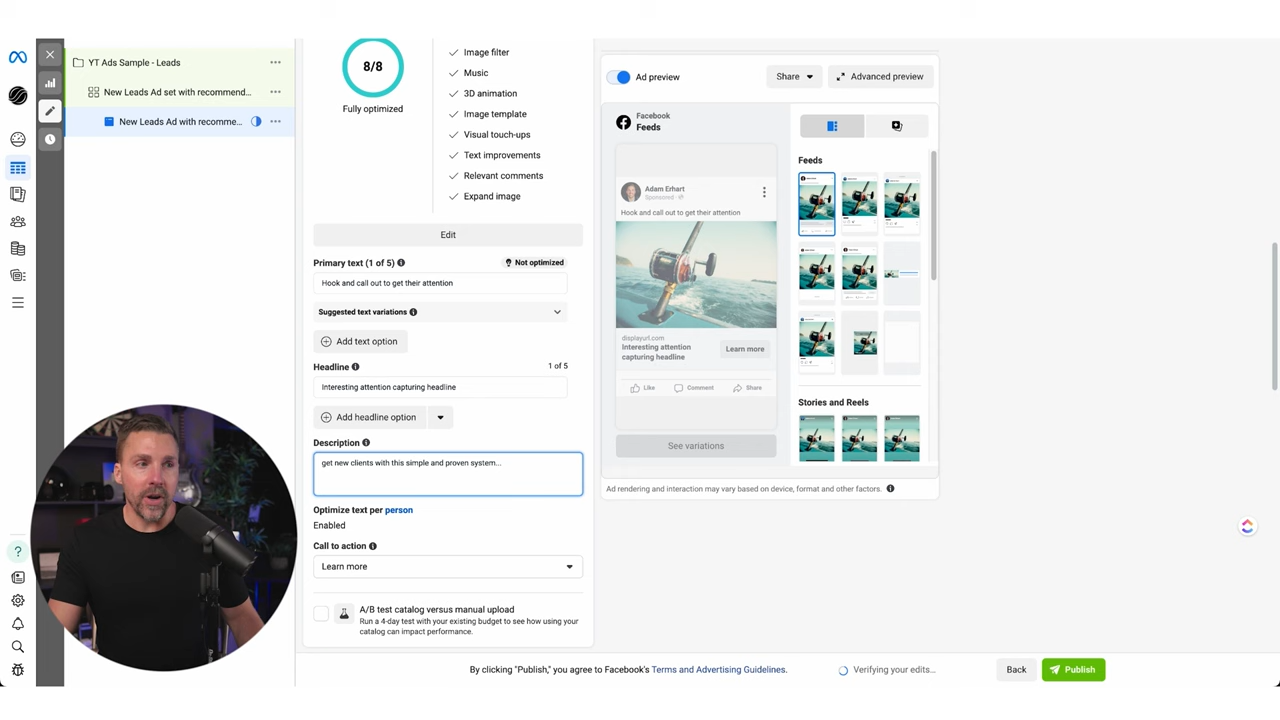 YT Ads Sample - Leads
New Leads Ad set with recommend...
New Leads Ad with recomme...
8/8
Fully optimized
Image filter
Music
3D animation
Image template
Visual touch-ups
Text improvements
Relevant comments
Expand image
Edit
Primary text (1 of 5)
Not optimized
Hook and call out to get their attention
Suggested text variations
Add text option
Headline
1 of 5
Interesting attention capturing headline
Add headline option
Description
get new clients with this simple and proven system...
Optimize text per person
Enabled
Call to action
Learn more
A/B test catalog versus manual upload
Run a 4-day test with your existing budget to see how using your
catalog can impact performance.
Ad preview
Share
Advanced preview
Facebook
Feeds
Adam Erhart
Sponsored
Hook and call out to get their attention
displayurl.com
Interesting attention
capturing headline
Learn more
Like
Comment
Share
See variations
Feeds
Stories and Reels
Ad rendering and interaction may vary based on device, format and other factors.
By clicking "Publish," you agree to Facebook's Terms and Advertising Guidelines.
Verifying your edits...
Back
Publish